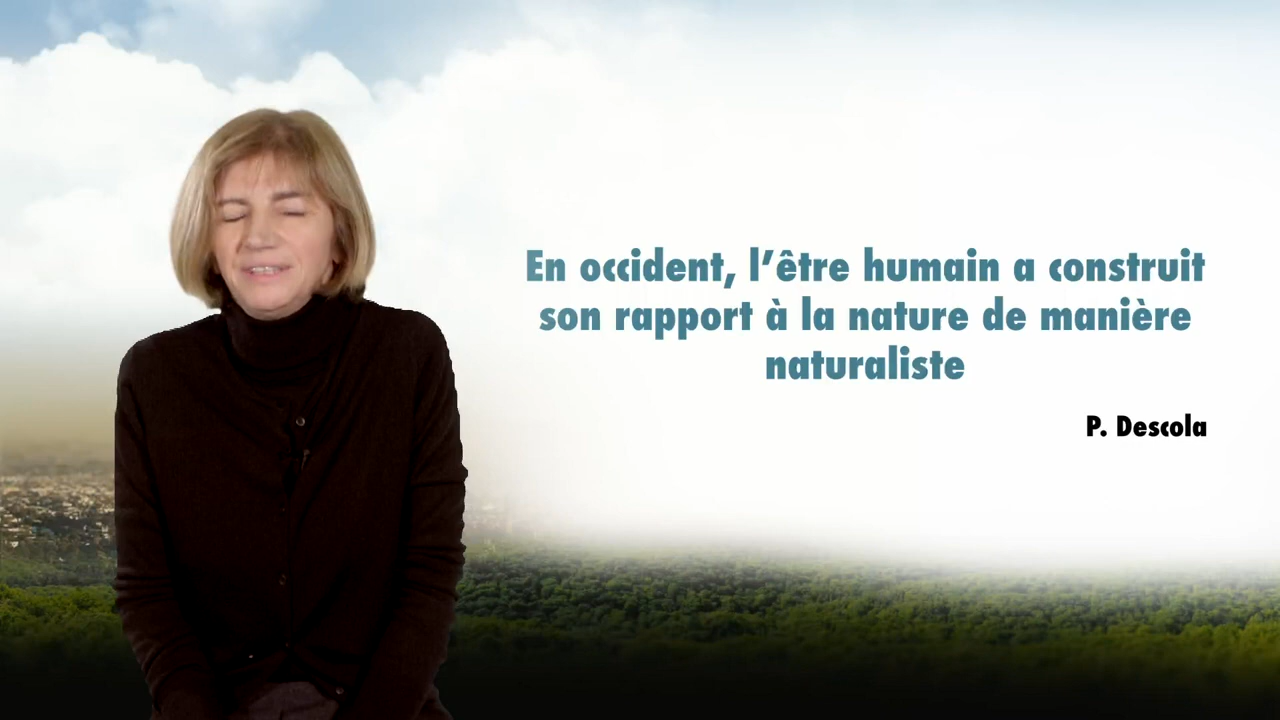 En occident, l’être humain a construit
son rapport à la nature de manière
naturaliste
P. Descola